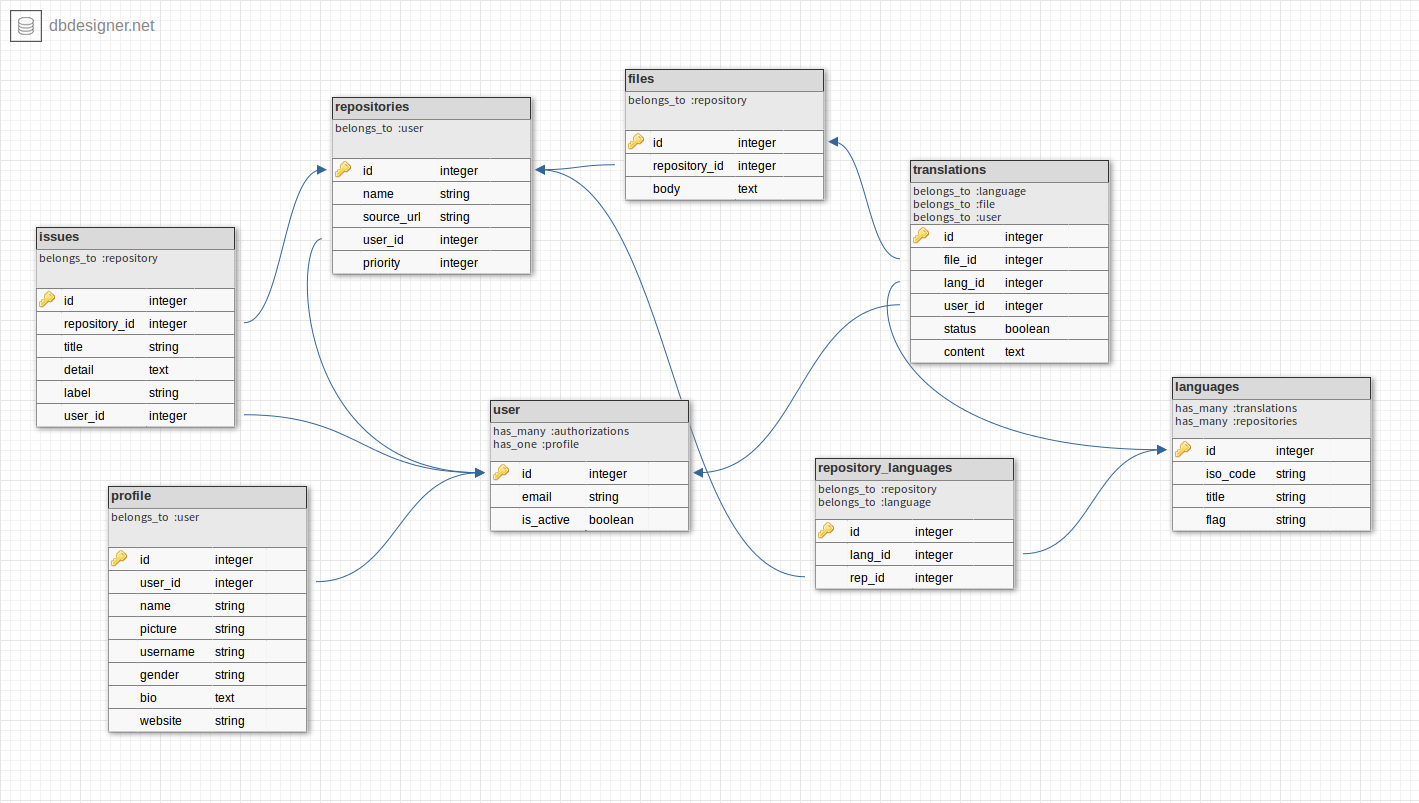 dbdesigner.net
files
belongs_to :repository
id integer
repository_id integer
body text
repositories
belongs_to :user
id integer
name string
source_url string
user_id integer
priority integer
translations
belongs_to :language
belongs_to :file
belongs_to :user
id integer
file_id integer
lang_id integer
user_id integer
status boolean
content text
issues
belongs_to :repository
id integer
repository_id integer
title string
detail text
label string
user_id integer
languages
has_many :translations
has_many :repositories
id integer
iso_code string
title string
flag string
user
has_many :authorizations
has_one :profile
id integer
email string
is_active boolean
repository_languages
belongs_to :repository
belongs_to :language
id integer
lang_id integer
rep_id integer
profile
belongs_to :user
id integer
user_id integer
name string
picture string
username string
gender string
bio text
website string